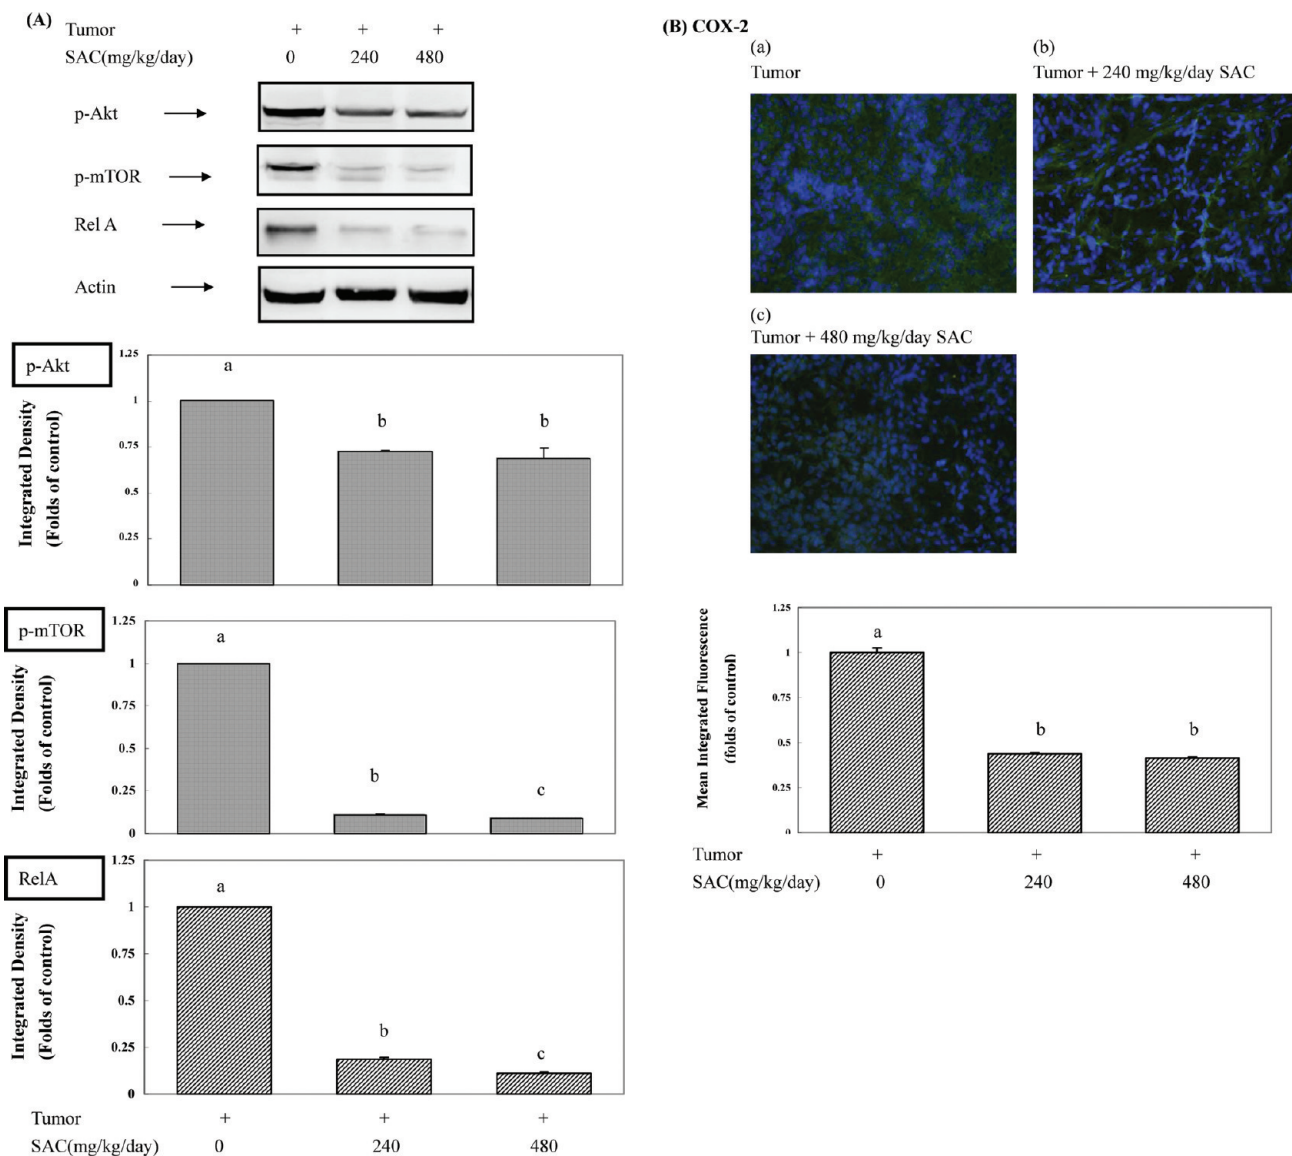 (A)
Tumor + + +
SAC(mg/kg/day) 0 240 480
p-Akt
p-mTOR
Rel A
Actin
p-Akt
Integrated Density
(Folds of control)
1.25
1
0.75
0.5
0.25
0
a
b
b
p-mTOR
Integrated Density
(Folds of control)
1.25
1
0.75
0.5
0.25
0
a
b
c
RelA
Integrated Density
(Folds of control)
1.25
1
0.75
0.5
0.25
0
a
b
c
Tumor + + +
SAC(mg/kg/day) 0 240 480
(B) COX-2
(a)
Tumor
(b)
Tumor + 240 mg/kg/day SAC
(c)
Tumor + 480 mg/kg/day SAC
Mean Integrated Fluorescence
(folds of control)
1.25
1
0.75
0.5
0.25
0
a
b
b
Tumor + + +
SAC(mg/kg/day) 0 240 480